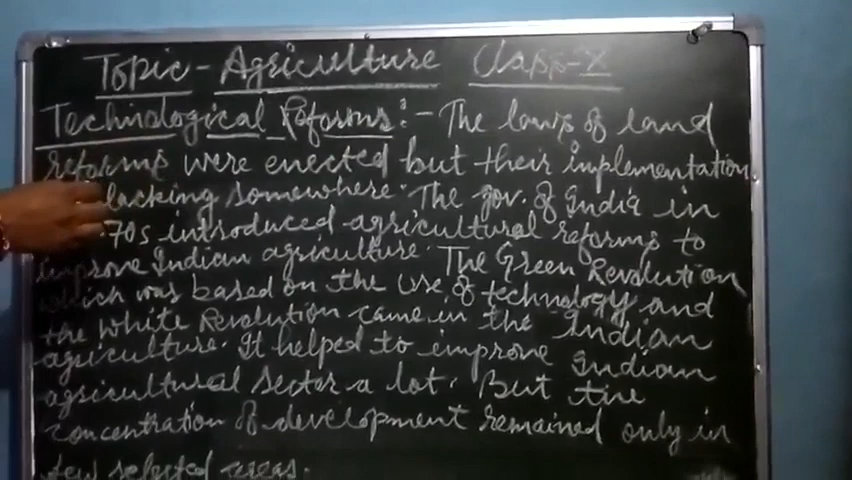 Topic - Agriculture Class - X
Technological Reforms :- The laws of land
reforms were enected but their implementation
lacking somewhere. The gov. of India in
70s introduced agricultural reforms to
improve Indian agriculture. The Green Revolution
which was based on the use of technology and
the White Revolution came in the Indian
agriculture. It helped to improve Indian
agricultural sector a lot. But the
concentration of development remained only in
few selected areas.